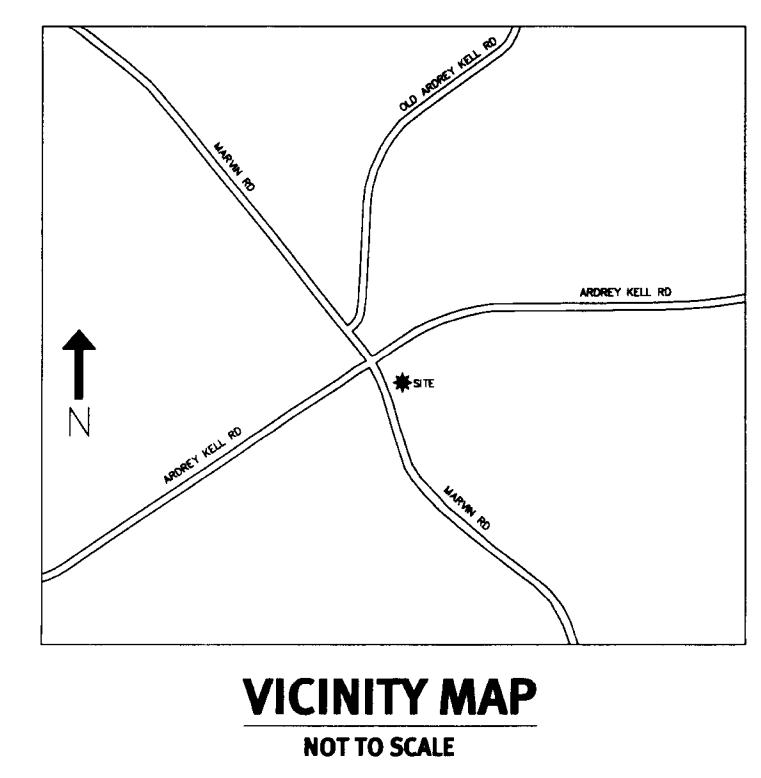 OLD ARDREY KELL RD
MARVIN RD
ARDREY KELL RD
SITE
N
ARDREY KELL RD
MARVIN RD
VICINITY MAP
NOT TO SCALE